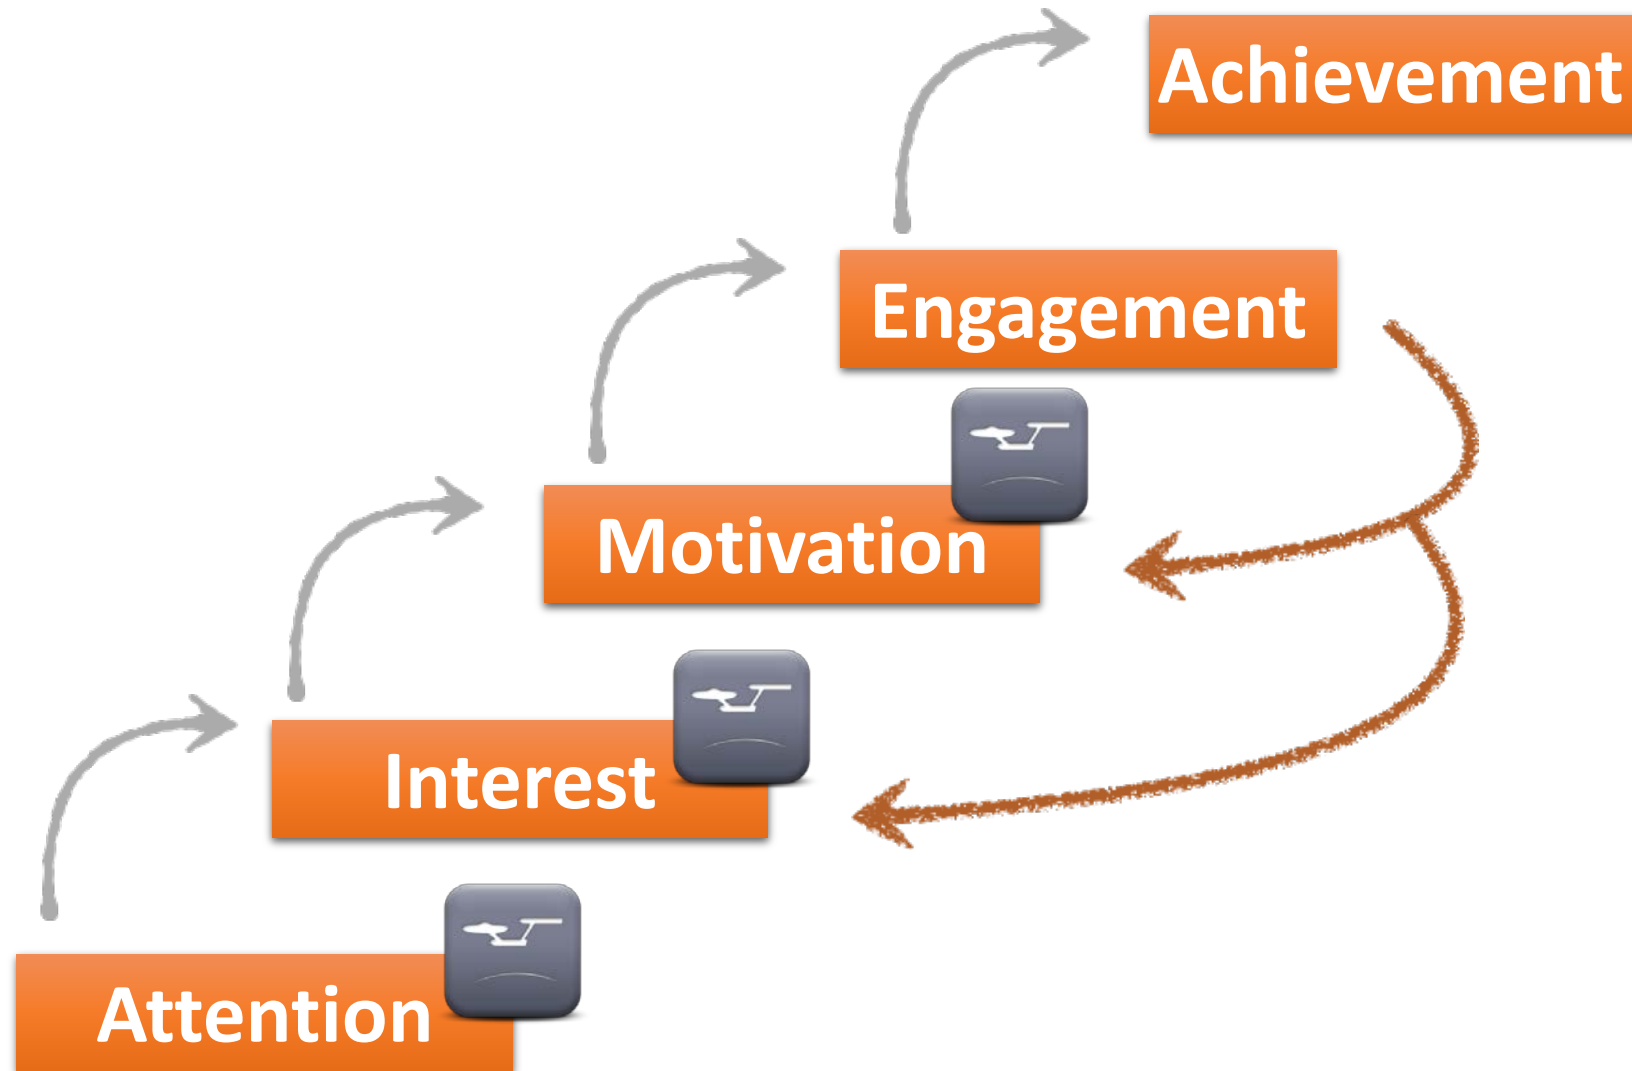 Achievement
Engagement
Motivation
Interest
Attention